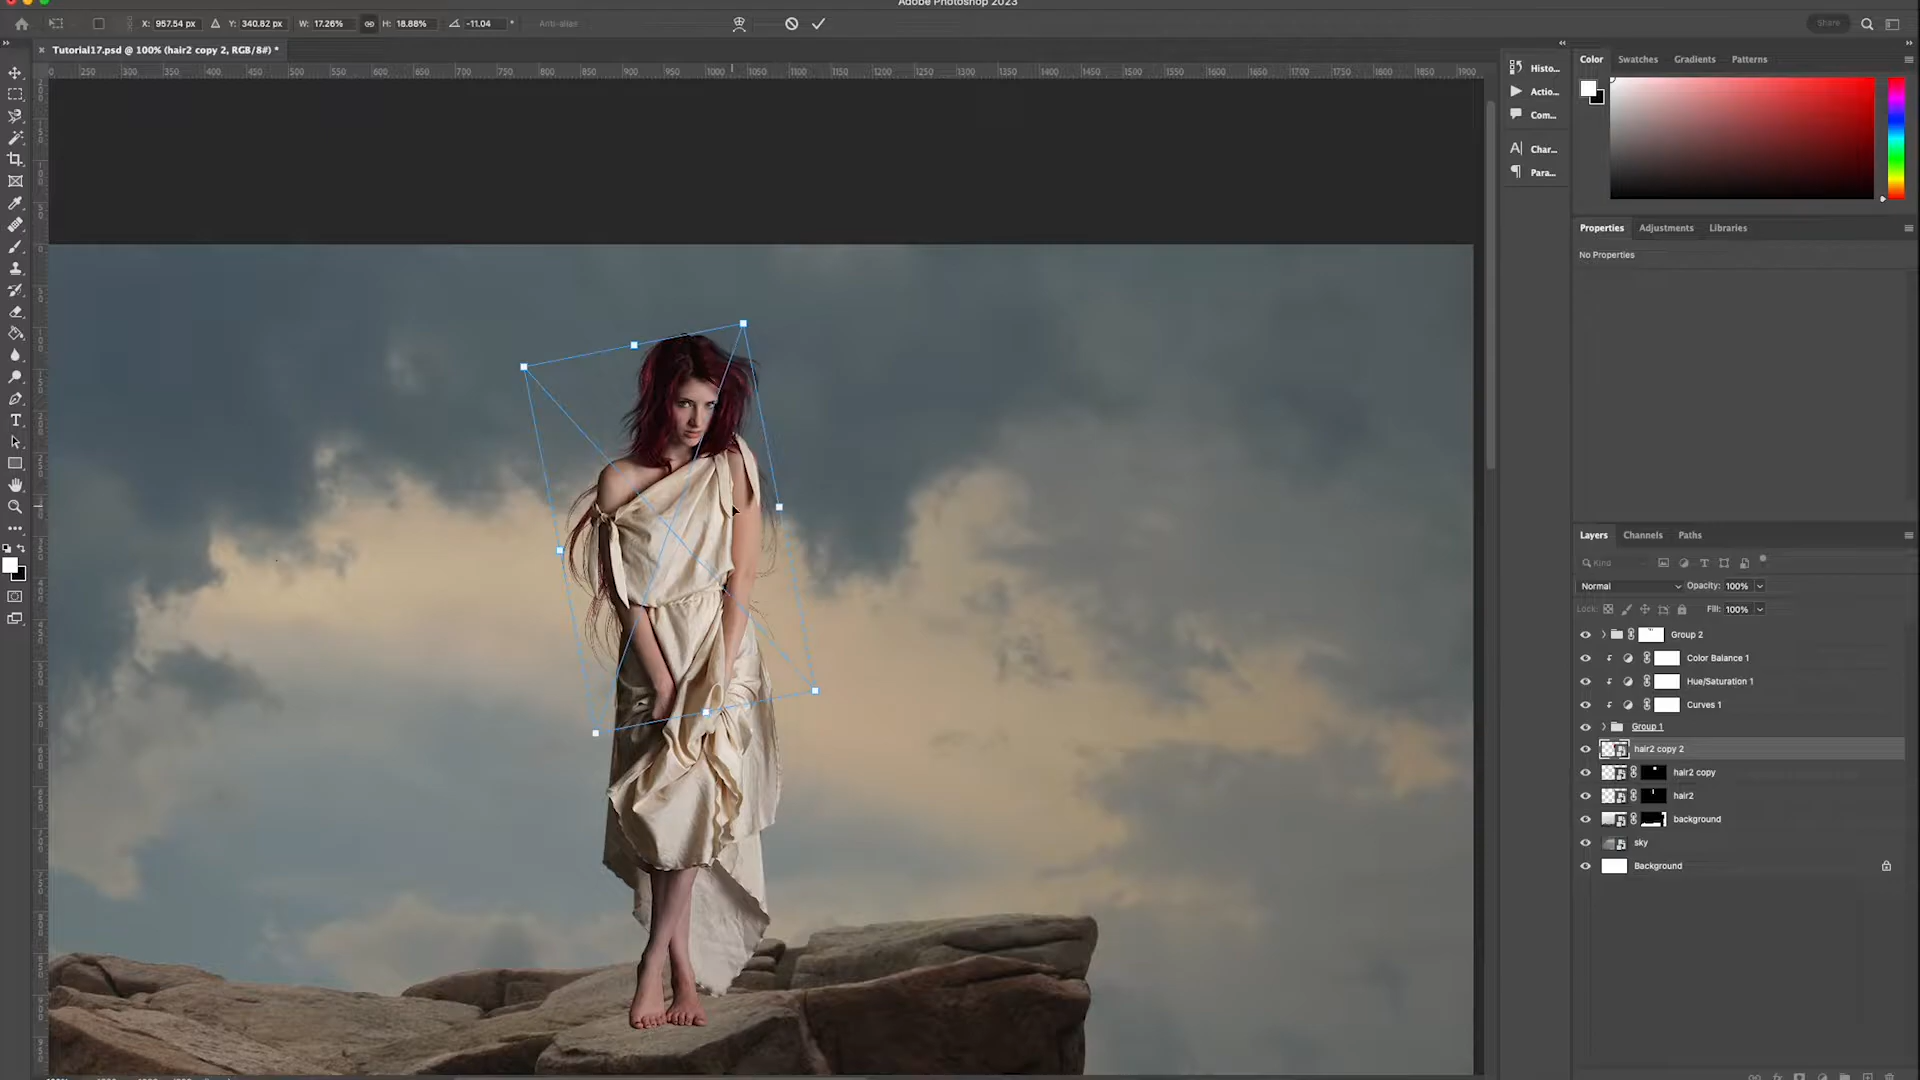 Adobe Photoshop 2023
X: 957.54 px Y: 340.82 px W: 17.26% H: 18.88% -11.04 ° Anti-alias Share
× Tutorial17.psd @ 100% (hair2 copy 2, RGB/8#) *
0 250 300 350 400 450 500 550 600 650 700 750 800 850 900 950 1000 1050 1100 1150 1200 1250 1300 1350 1400 1450 1500 1550 1600 1650 1700 1750 1800 1850 1900
Histo...
Actio...
Com...
Char...
Para...
Color Swatches Gradients Patterns
Properties Adjustments Libraries
No Properties
Layers Channels Paths
Kind
Normal Opacity: 100%
Lock: Fill: 100%
Group 2
Color Balance 1
Hue/Saturation 1
Curves 1
Group 1
hair2 copy 2
hair2 copy
hair2
background
sky
Background